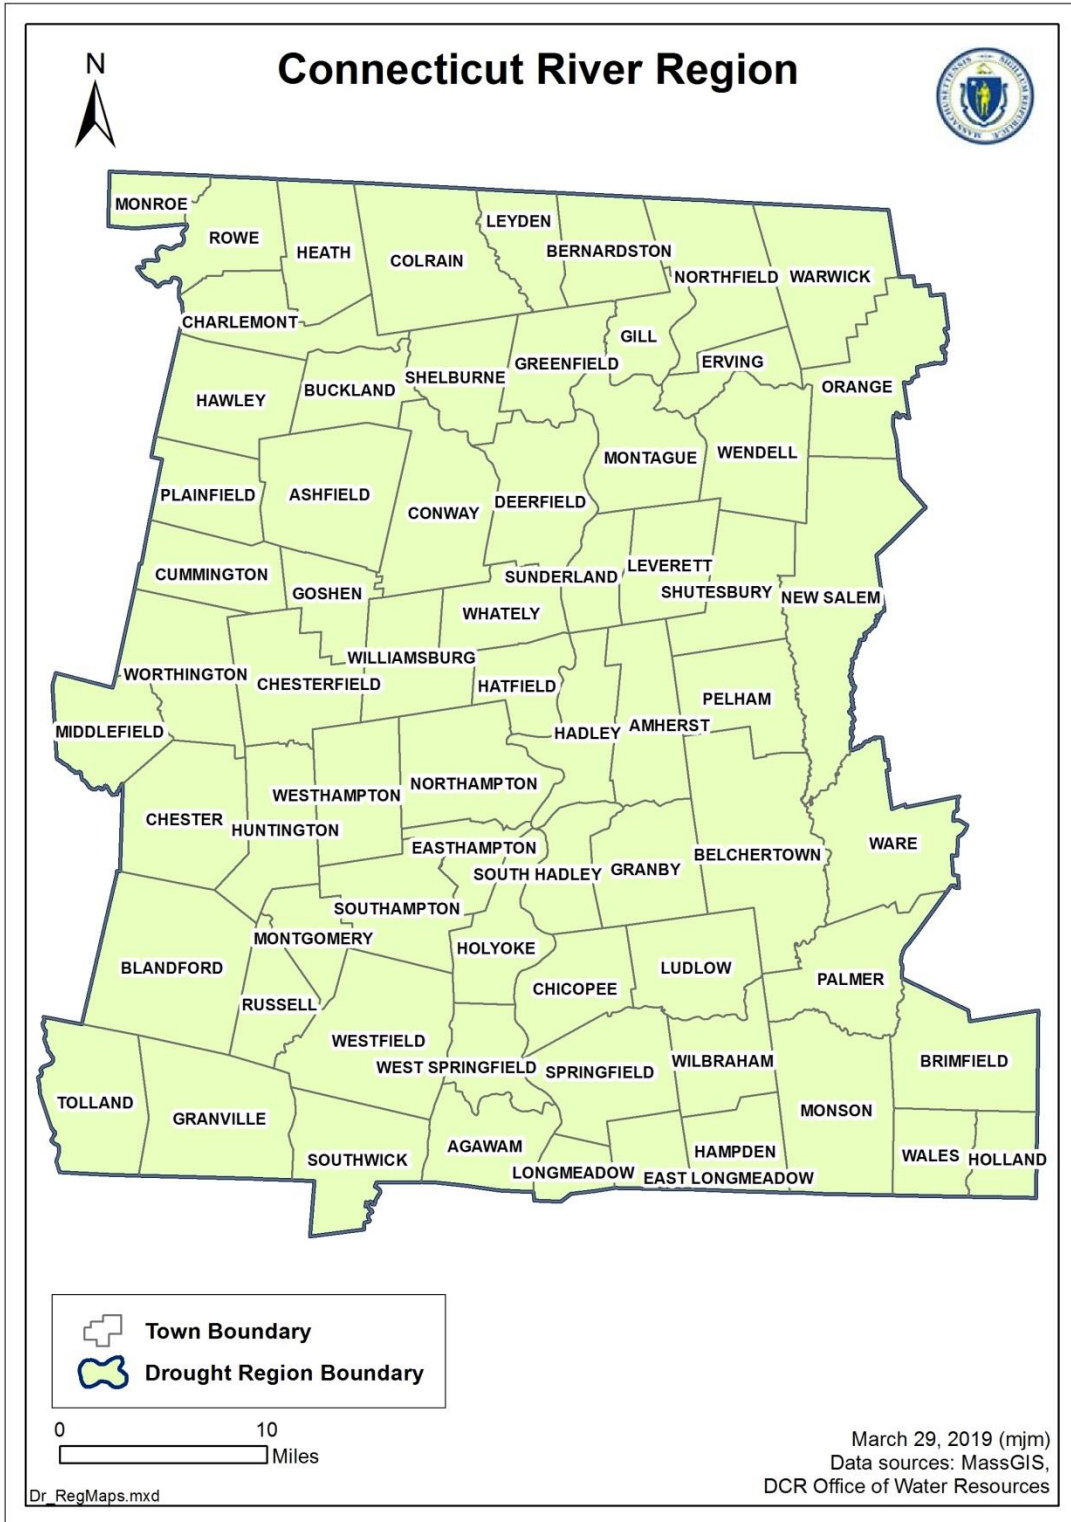 Connecticut River Region
N
MASSACHUSETTENSIS SIGILLUM REIPUBLICÆ
MONROE
ROWE
HEATH
COLRAIN
LEYDEN
BERNARDSTON
NORTHFIELD
WARWICK
CHARLEMONT
GILL
ERVING
ORANGE
HAWLEY
BUCKLAND
SHELBURNE
GREENFIELD
MONTAGUE
WENDELL
PLAINFIELD
ASHFIELD
CONWAY
DEERFIELD
CUMMINGTON
GOSHEN
WHATELY
SUNDERLAND
LEVERETT
SHUTESBURY
NEW SALEM
WORTHINGTON
CHESTERFIELD
WILLIAMSBURG
HATFIELD
HADLEY
AMHERST
PELHAM
MIDDLEFIELD
CHESTER
HUNTINGTON
WESTHAMPTON
NORTHAMPTON
EASTHAMPTON
SOUTH HADLEY
GRANBY
BELCHERTOWN
WARE
SOUTHAMPTON
MONTGOMERY
BLANDFORD
RUSSELL
HOLYOKE
CHICOPEE
LUDLOW
PALMER
WESTFIELD
WEST SPRINGFIELD
SPRINGFIELD
WILBRAHAM
BRIMFIELD
TOLLAND
GRANVILLE
SOUTHWICK
AGAWAM
LONGMEADOW
EAST LONGMEADOW
HAMPDEN
MONSON
WALES
HOLLAND
Town Boundary
Drought Region Boundary
0 10
Miles
March 29, 2019 (mjm)
Data sources: MassGIS,
DCR Office of Water Resources
Dr_RegMaps.mxd